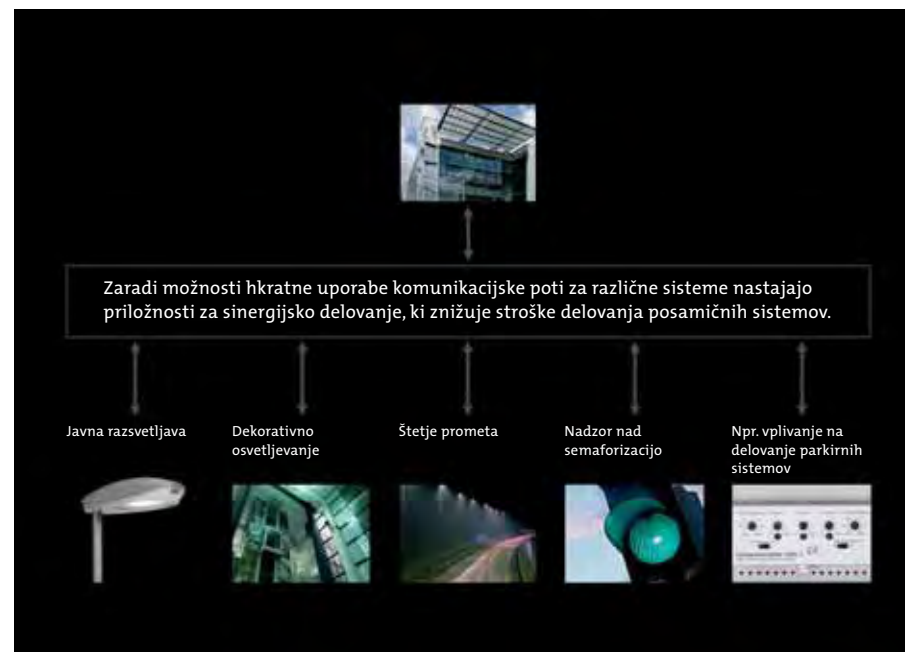 Zaradi možnosti hkratne uporabe komunikacijske poti za različne sisteme nastajajo
priložnosti za sinergijsko delovanje, ki znižuje stroške delovanja posamičnih sistemov.
Javna razsvetljava
Dekorativno
osvetljevanje
Štetje prometa
Nadzor nad
semaforizacijo
Npr. vplivanje na
delovanje parkirnih
sistemov